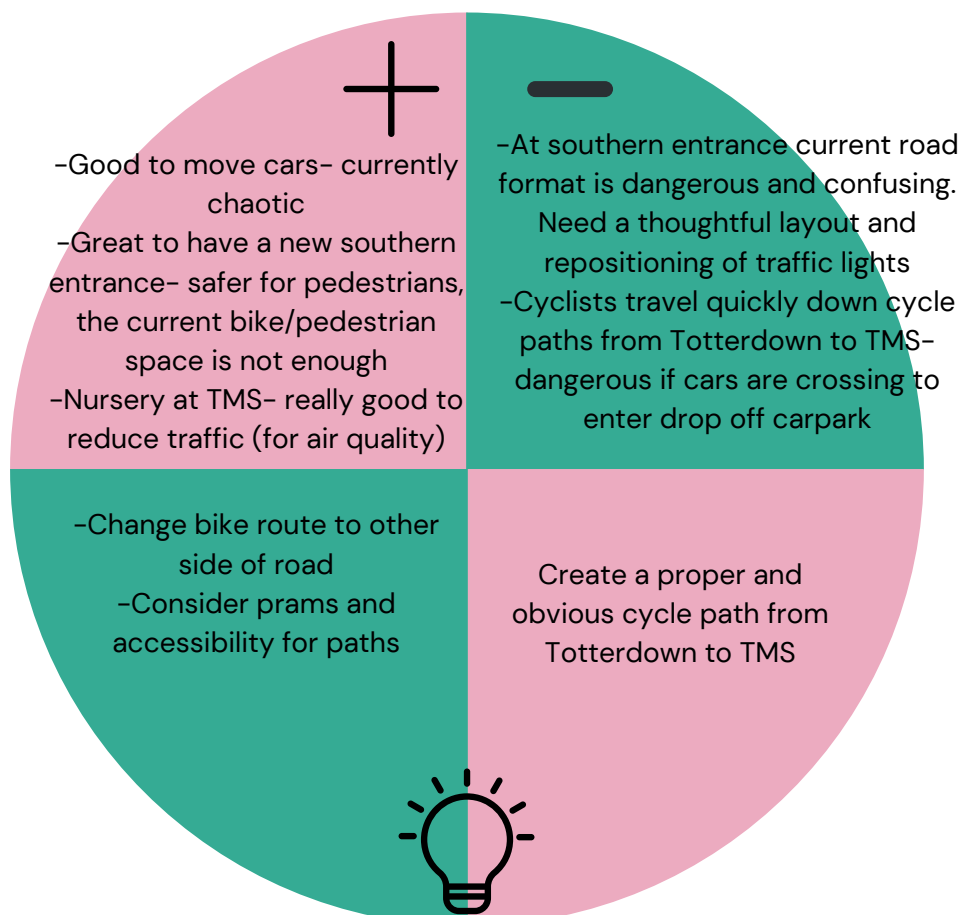 -Good to move cars- currently
chaotic
-Great to have a new southern
entrance- safer for pedestrians,
the current bike/pedestrian
space is not enough
-Nursery at TMS- really good to
reduce traffic (for air quality)
-At southern entrance current road
format is dangerous and confusing.
Need a thoughtful layout and
repositioning of traffic lights
-Cyclists travel quickly down cycle
paths from Totterdown to TMS-
dangerous if cars are crossing to
enter drop off carpark
-Change bike route to other
side of road
-Consider prams and
accessibility for paths
Create a proper and
obvious cycle path from
Totterdown to TMS